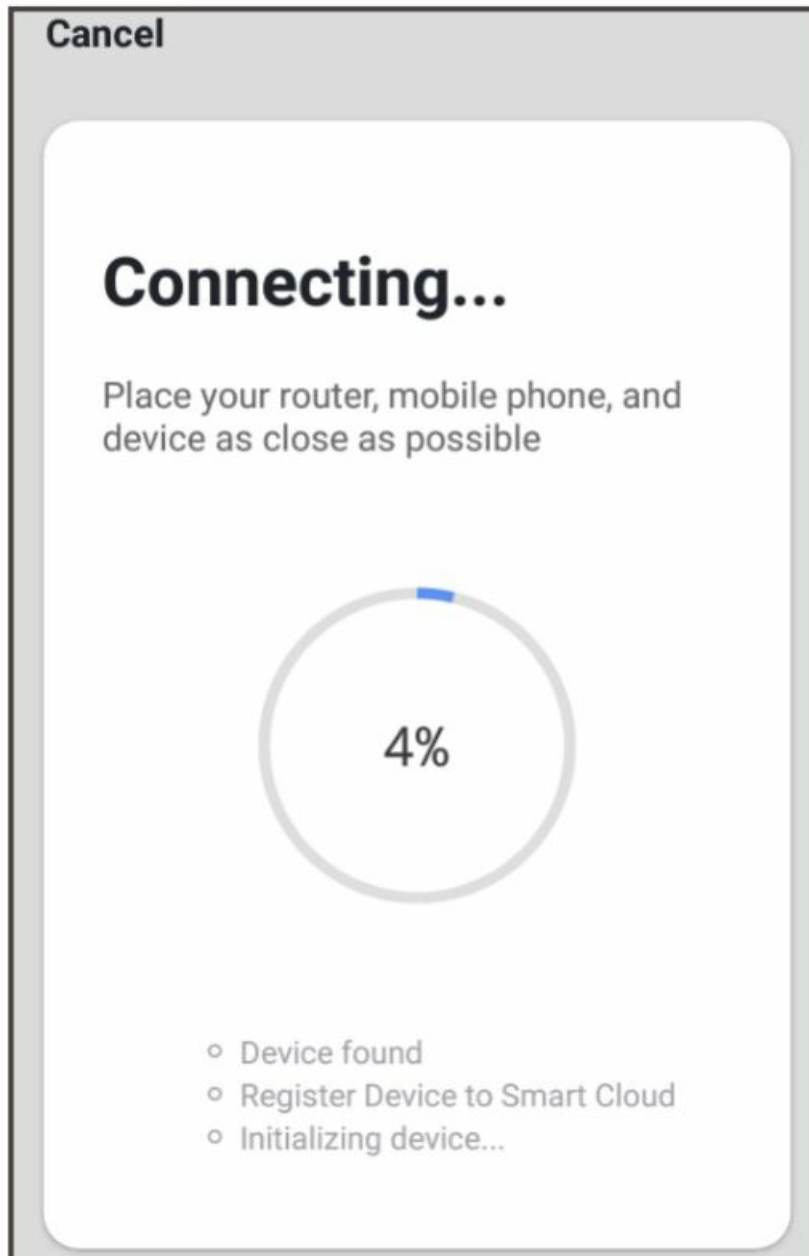 Cancel
Connecting...
Place your router, mobile phone, and
device as close as possible
4%
Device found
Register Device to Smart Cloud
Initializing device...